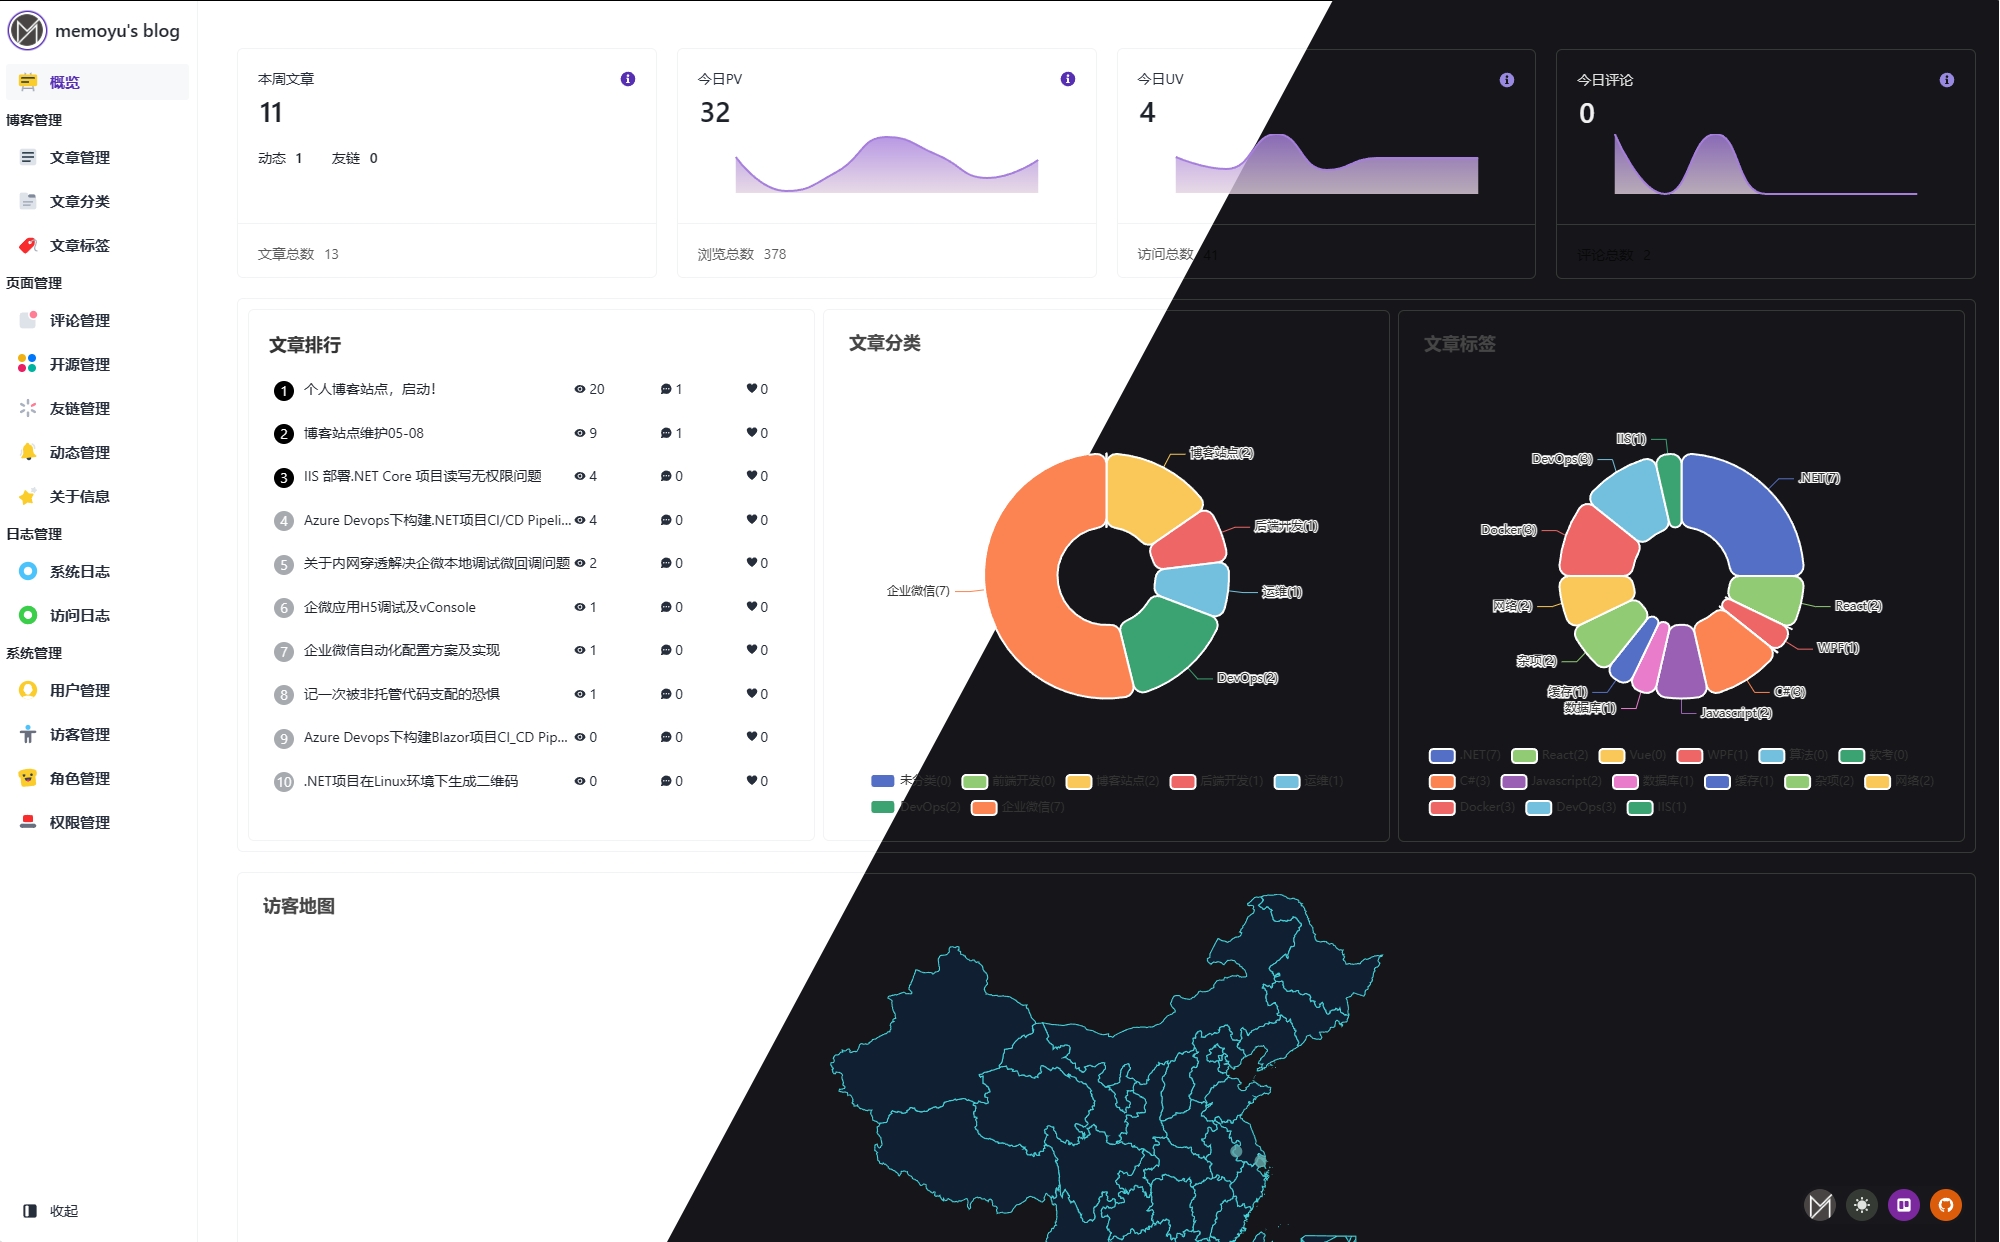 memoyu's blog
概览
博客管理
文章管理
文章分类
文章标签
页面管理
评论管理
开源管理
友链管理
动态管理
关于信息
日志管理
系统日志
访问日志
系统管理
用户管理
访客管理
角色管理
权限管理
收起
本周文章
11
动态 1 友链 0
文章总数 13
今日PV
32
浏览总数 378
今日UV
4
访问总数 41
今日评论
0
评论总数 2
文章排行
1 个人博客站点，启动！ 20 1 0
2 博客站点维护05-08 9 1 0
3 IIS 部署.NET Core 项目读写无权限问题 4 0 0
4 Azure Devops下构建.NET项目CI/CD Pipeli... 4 0 0
5 关于内网穿透解决企微本地调试微回调问题 2 0 0
6 企微应用H5调试及vConsole 1 0 0
7 企业微信自动化配置方案及实现 1 0 0
8 记一次被非托管代码支配的恐惧 1 0 0
9 Azure Devops下构建Blazor项目CI_CD Pip... 0 0 0
10 .NET项目在Linux环境下生成二维码 0 0 0
文章分类
博客站点(2)
后端开发(1)
企业微信(7)
运维(1)
DevOps(2)
未分类(0) 前端开发(0) 博客站点(2) 后端开发(1) 运维(1)
DevOps(2) 企业微信(7)
文章标签
IIS(1)
DevOps(3)
.NET(7)
Docker(3)
网络(2)
React(2)
杂项(2)
WPF(1)
缓存(1)
C#(3)
数据库(1)
Javascript(2)
.NET(7) React(2) Vue(0) WPF(1) 算法(0) 软考(0)
C#(3) Javascript(2) 数据库(1) 缓存(1) 杂项(2) 网络(2)
Docker(3) DevOps(3) IIS(1)
访客地图